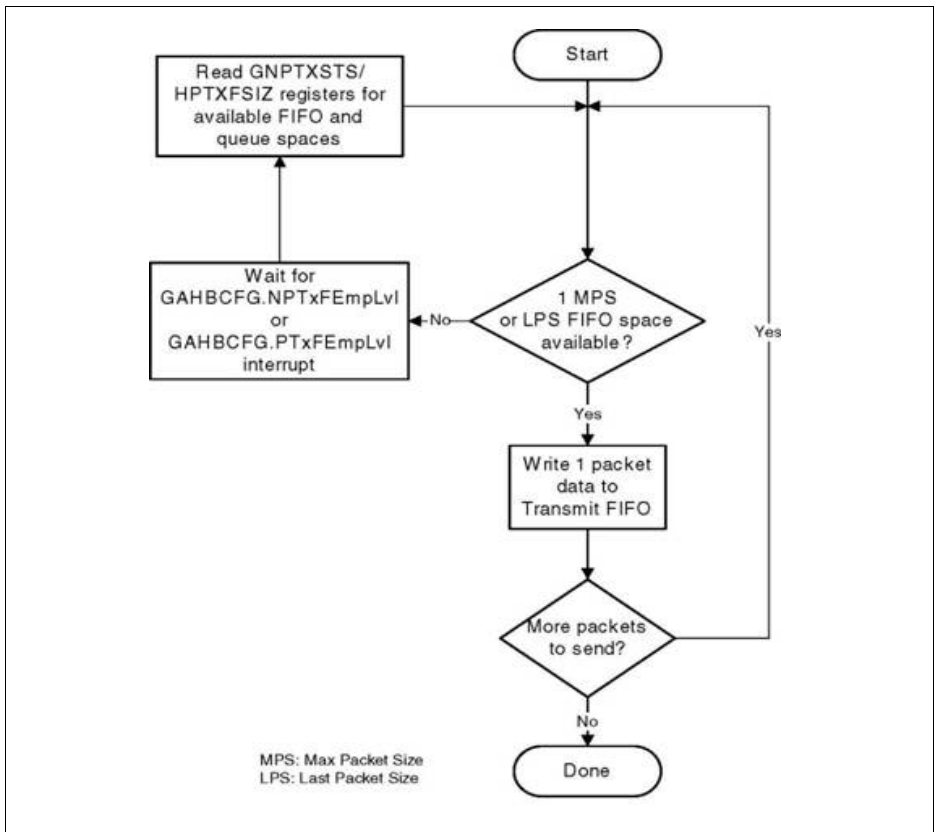 Start
Read GNPTXSTS/
HPTXFSIZ registers for
available FIFO and
queue spaces
Wait for
GAHBCFG.NPTxFEmpLvl
or
GAHBCFG.PTxFEmpLvl
interrupt
No
1 MPS
or LPS FIFO space
available?
Yes
Yes
Write 1 packet
data to
Transmit FIFO
More packets
to send?
No
Done
MPS: Max Packet Size
LPS: Last Packet Size